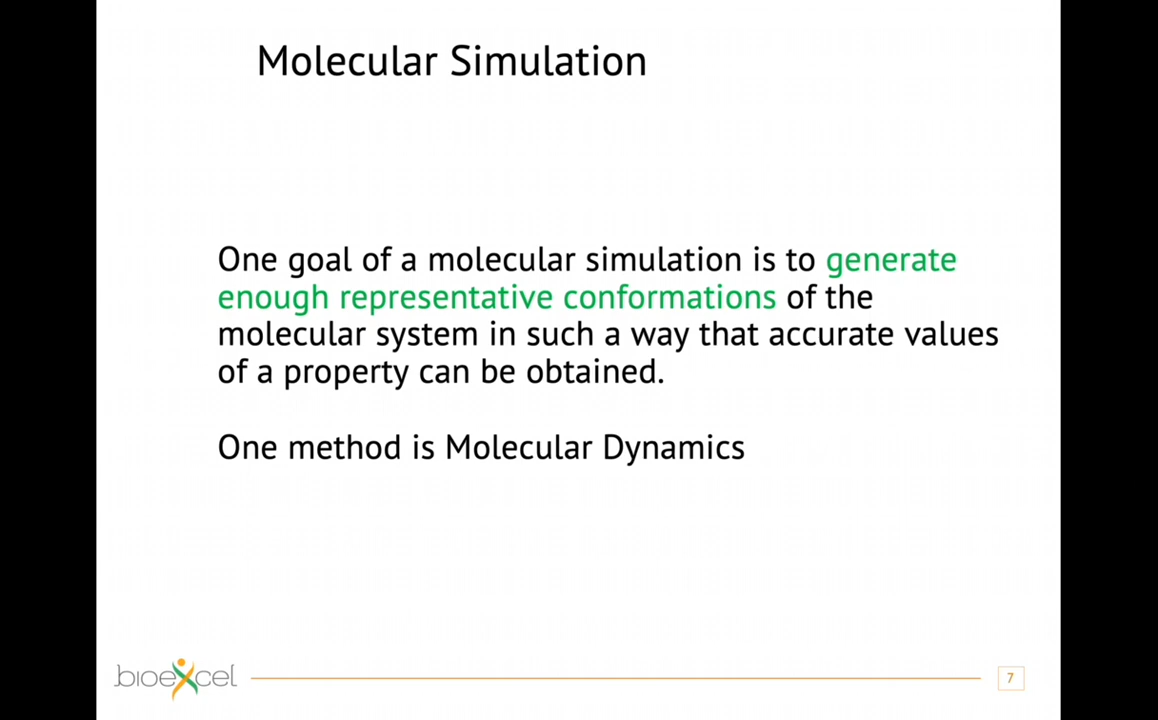 Molecular Simulation
One goal of a molecular simulation is to generate
enough representative conformations of the
molecular system in such a way that accurate values
of a property can be obtained.
One method is Molecular Dynamics
bioexcel
7